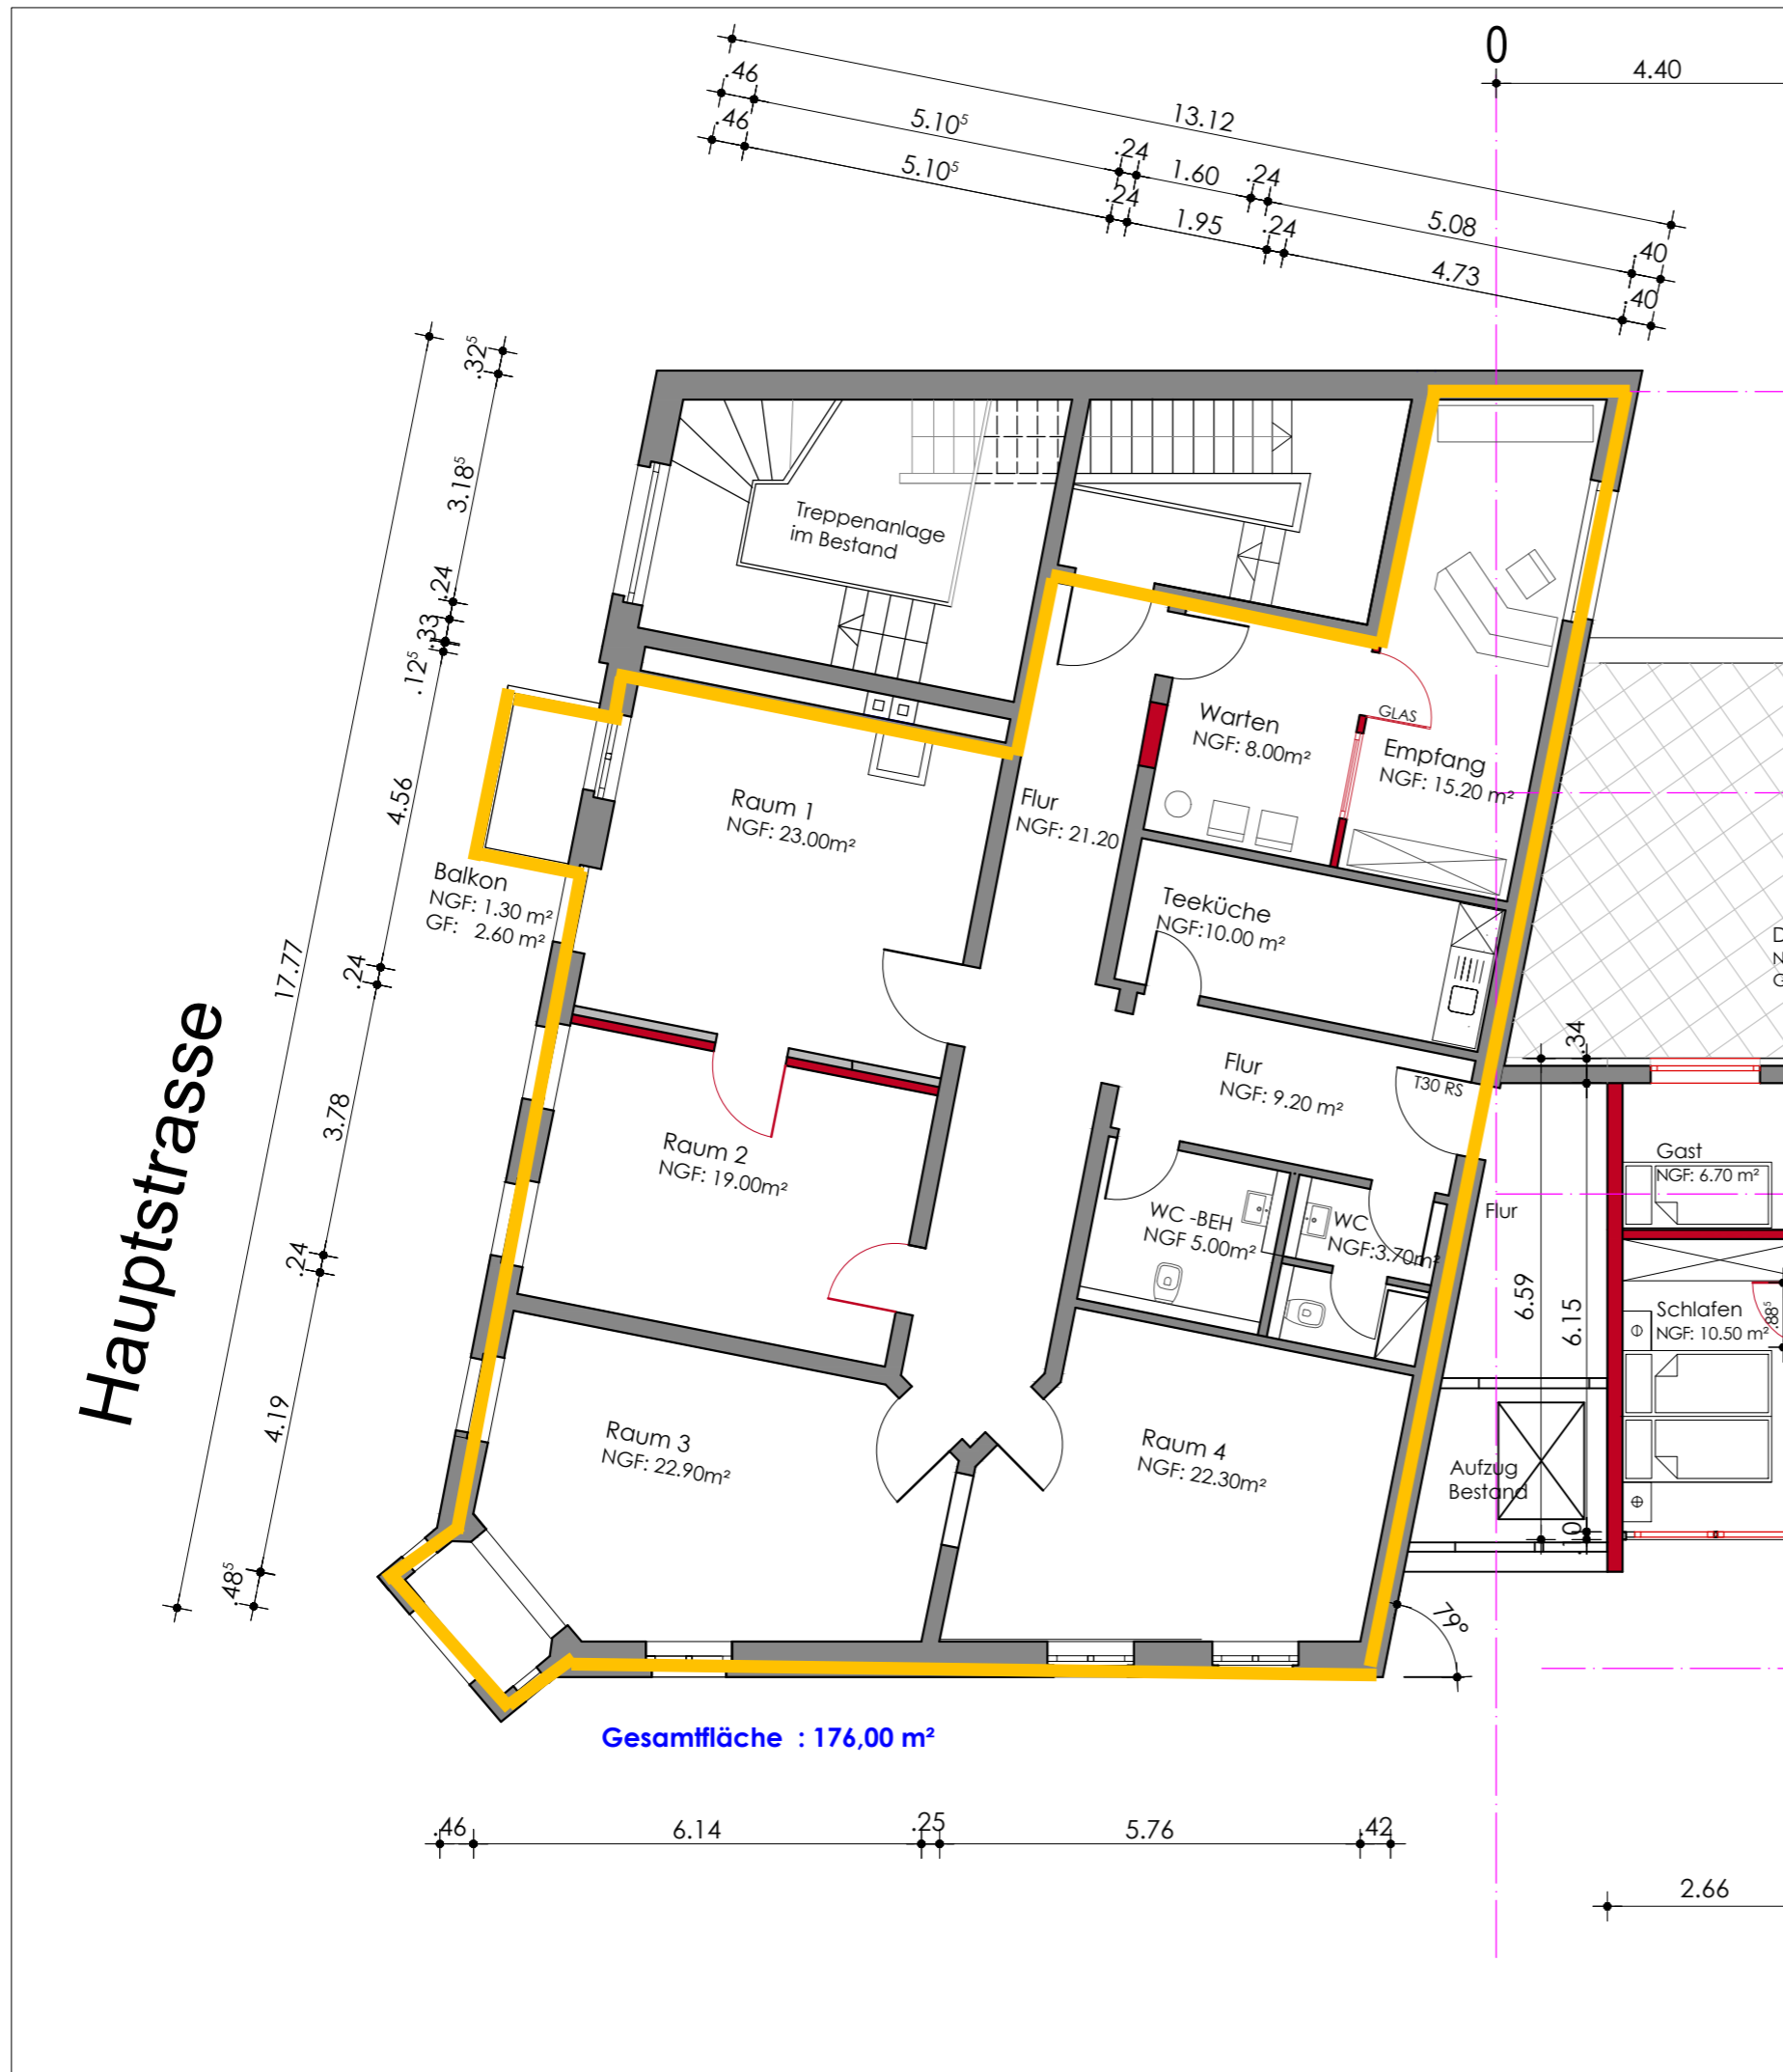 0
4.40
13.12
.46
5.10⁵
.24
1.60
.24
5.08
.40
.46
5.10⁵
.24
1.95
.24
4.73
.40
.32⁵
3.18⁵
.24
.33
.12⁵
4.56
17.77
.24
3.78
.24
4.19
.48⁵
Hauptstrasse
Treppenanlage
im Bestand
Warten
NGF: 8.00m²
GLAS
Empfang
NGF: 15.20 m²
Raum 1
NGF: 23.00m²
Flur
NGF: 21.20
Balkon
NGF: 1.30 m²
GF: 2.60 m²
Teeküche
NGF:10.00 m²
D
N
G
.34
Flur
NGF: 9.20 m²
T30 RS
Raum 2
NGF: 19.00m²
WC -BEH
NGF 5.00m²
WC
NGF:3.70m²
Gast
NGF: 6.70 m²
Flur
6.59
6.15
Schlafen
NGF: 10.50 m²
.88⁵
Raum 3
NGF: 22.90m²
Raum 4
NGF: 22.30m²
Aufzug
Bestand
.10
79°
Gesamtfläche : 176,00 m²
.46
6.14
.25
5.76
.42
2.66